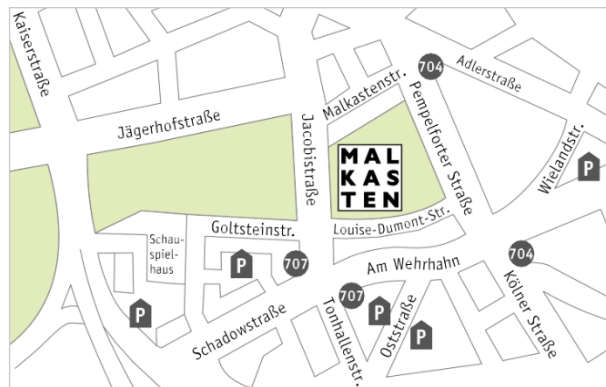 Kaiserstraße
704
Adlerstraße
Malkastenstr.
Jägerhofstraße
Jacobistraße
Pempelforter Straße
Wielandstr.
MAL
KAS
TEN
P
Goltsteinstr.
Louise-Dumont-Str.
Schau-
spiel-
haus
P
707
Am Wehrhahn
704
Kölner Straße
P
Schadowstraße
707
Tonhallenstr.
P
Oststraße
P